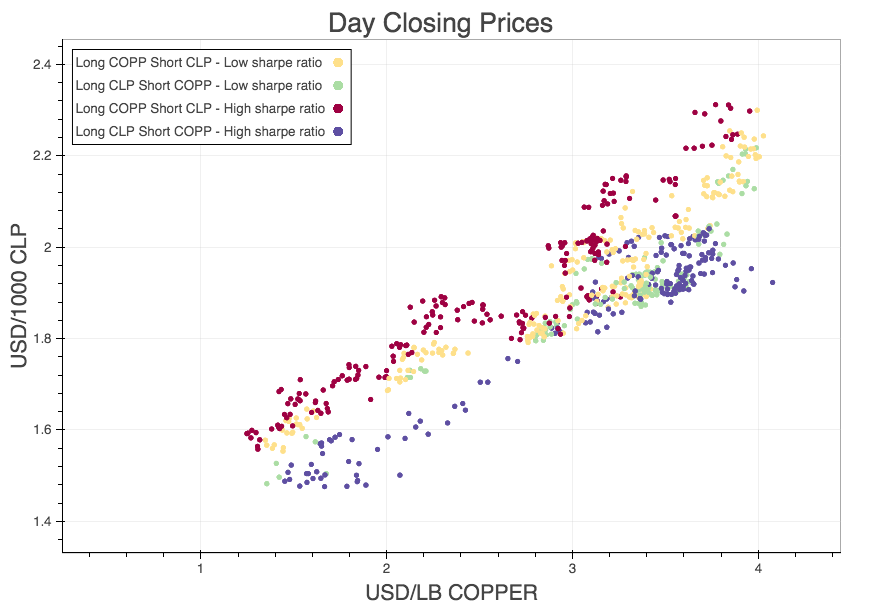 Day Closing Prices
Long COPP Short CLP - Low sharpe ratio
Long CLP Short COPP - Low sharpe ratio
Long COPP Short CLP - High sharpe ratio
Long CLP Short COPP - High sharpe ratio
USD/1000 CLP
2.4
2.2
2
1.8
1.6
1.4
1 2 3 4
USD/LB COPPER